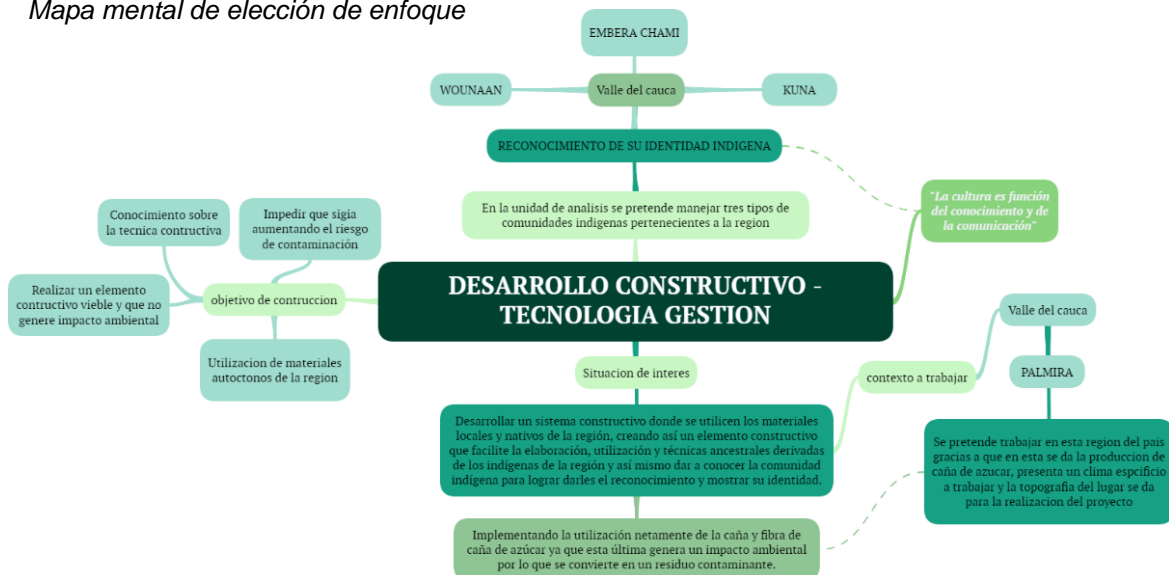 Mapa mental de elección de enfoque
EMBERA CHAMI
WOUNAAN
Valle del cauca
KUNA
RECONOCIMIENTO DE SU IDENTIDAD INDIGENA
"La cultura es función
del conocimiento y de
la comunicación"
En la unidad de analisis se pretende manejar tres tipos de
comunidades indigenas pertenecientes a la region
Conocimiento sobre
la tecnica contructiva
Impedir que sigia
aumentando el riesgo
de contaminación
Realizar un elemento
contructivo vieble y que no
genere impacto ambiental
objetivo de contruccion
Utilizacion de materiales
autoctonos de la region
DESARROLLO CONSTRUCTIVO -
TECNOLOGIA GESTION
Situacion de interes
contexto a trabajar
Valle del cauca
PALMIRA
Desarrollar un sistema constructivo donde se utilicen los materiales
locales y nativos de la región, creando así un elemento constructivo
que facilite la elaboración, utilización y técnicas ancestrales derivadas
de los indígenas de la región y así mismo dar a conocer la comunidad
indígena para lograr darles el reconocimiento y mostrar su identidad.
Se pretende trabajar en esta region del pais
gracias a que en esta se da la produccion de
caña de azucar, presenta un clima espcificio
a trabajar y la topografia del lugar se da
para la realizacion del proyecto
Implementando la utilización netamente de la caña y fibra de
caña de azúcar ya que esta última genera un impacto ambiental
por lo que se convierte en un residuo contaminante.